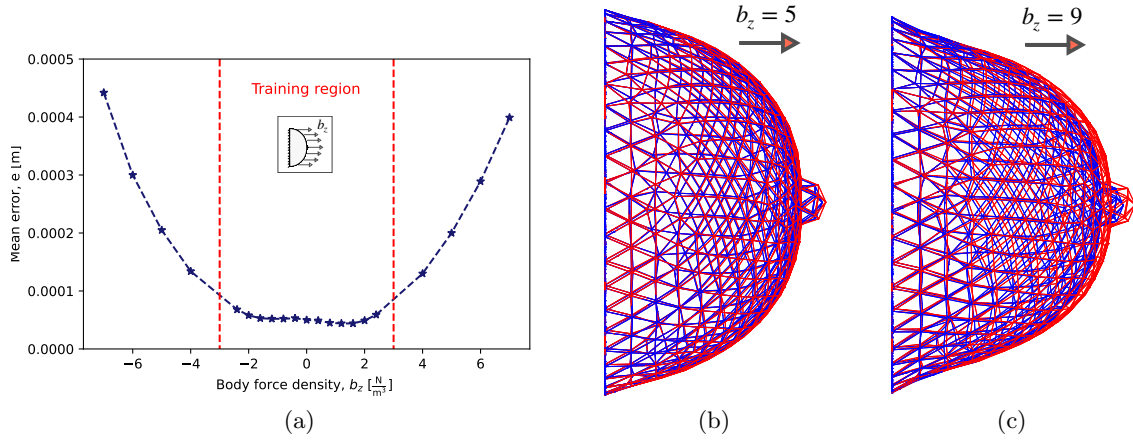 0.0005
0.0004
0.0003
0.0002
0.0001
0.0000
Mean error, e [m]
Training region
b_z
−6 −4 −2 0 2 4 6
Body force density, b_z [N/m³]
(a)
b_z = 5
(b)
b_z = 9
(c)